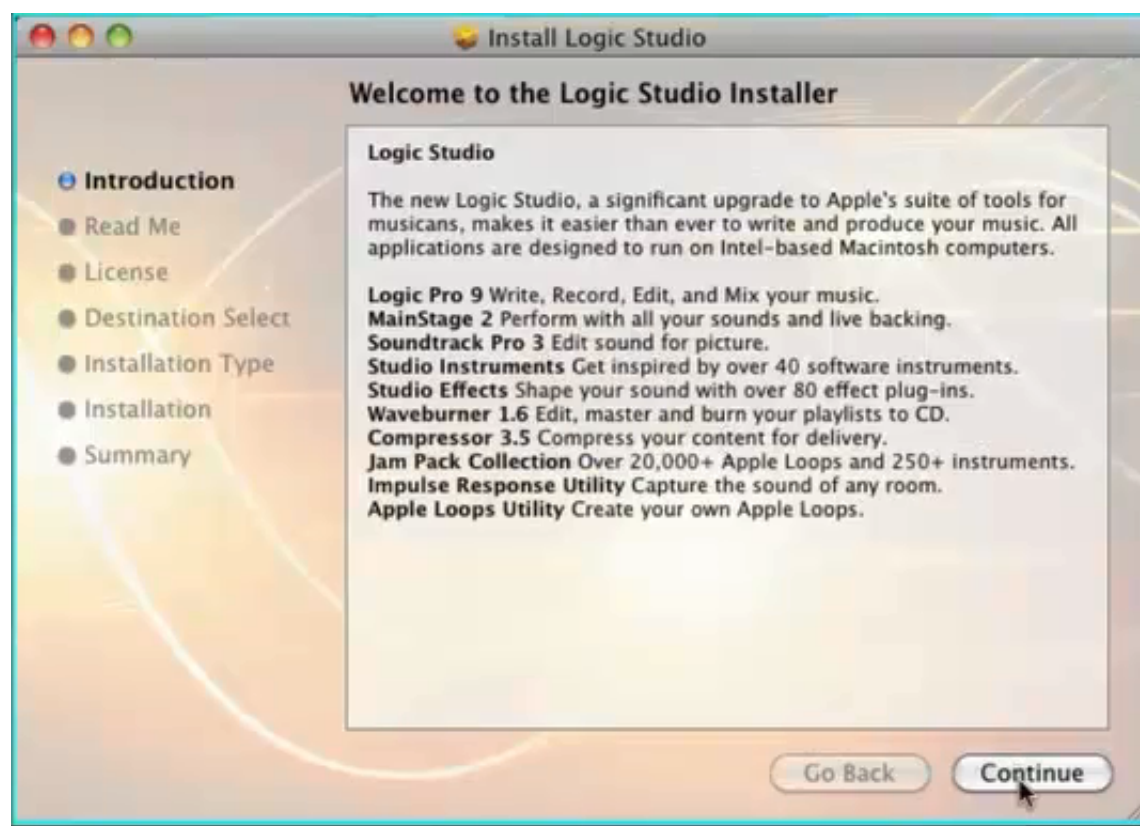 Install Logic Studio
Welcome to the Logic Studio Installer
Introduction
Read Me
License
Destination Select
Installation Type
Installation
Summary
Logic Studio
The new Logic Studio, a significant upgrade to Apple's suite of tools for
musicans, makes it easier than ever to write and produce your music. All
applications are designed to run on Intel-based Macintosh computers.
Logic Pro 9 Write, Record, Edit, and Mix your music.
MainStage 2 Perform with all your sounds and live backing.
Soundtrack Pro 3 Edit sound for picture.
Studio Instruments Get inspired by over 40 software instruments.
Studio Effects Shape your sound with over 80 effect plug-ins.
Waveburner 1.6 Edit, master and burn your playlists to CD.
Compressor 3.5 Compress your content for delivery.
Jam Pack Collection Over 20,000+ Apple Loops and 250+ instruments.
Impulse Response Utility Capture the sound of any room.
Apple Loops Utility Create your own Apple Loops.
Go Back
Continue